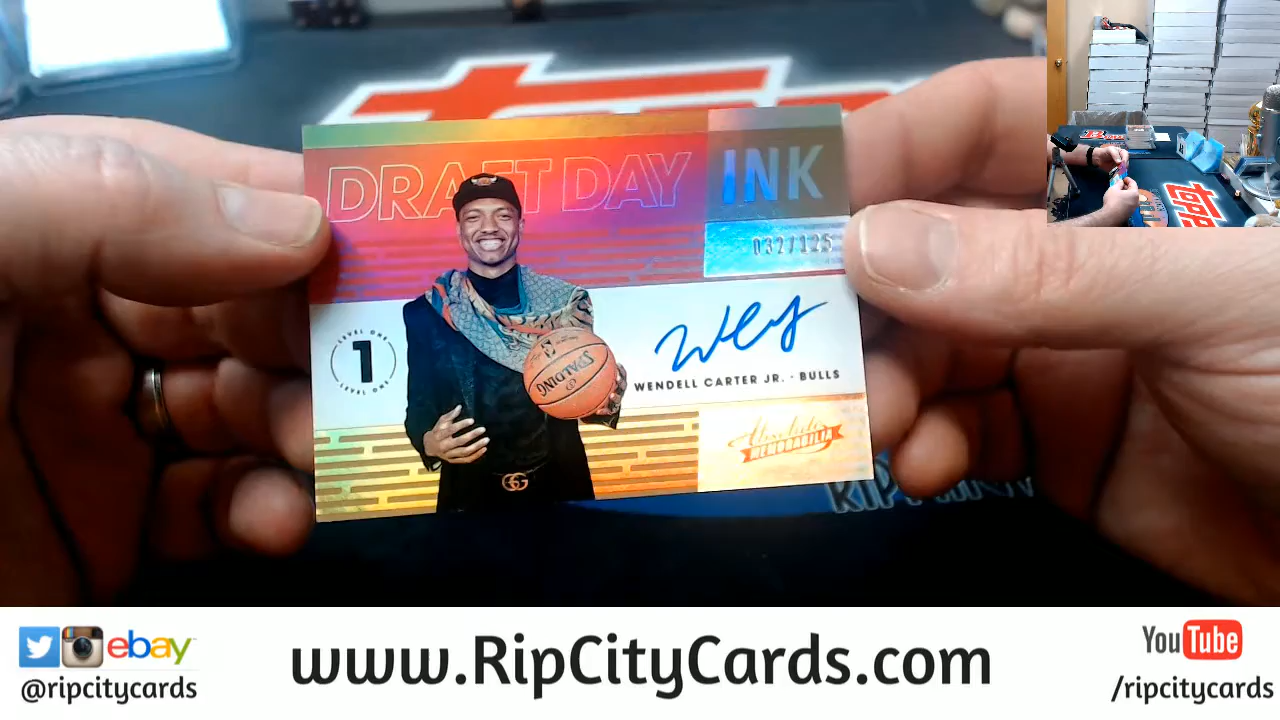 DRAFT DAY INK
032/125
LEVEL ONE
1
LEVEL ONE
SPALDING
WENDELL CARTER JR. - BULLS
Absolute
MEMORABILIA
ebay
@ripcitycards
www.RipCityCards.com
YouTube
/ripcitycards